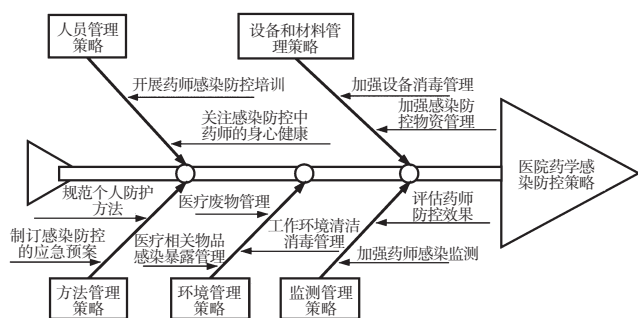 人员管理
策略
设备和材料管
理策略
开展药师感染防控培训
加强设备消毒管理
关注感染防控中
药师的身心健康
加强感染防
控物资管理
医院药学感
染防控策略
规范个人防护
方法
医疗废物管理
评估药师
防控效果
制订感染防控
的应急预案
医疗相关物品
感染暴露管理
工作环境清洁
消毒管理
加强药师感染监测
方法管理
策略
环境管理
策略
监测管理
策略